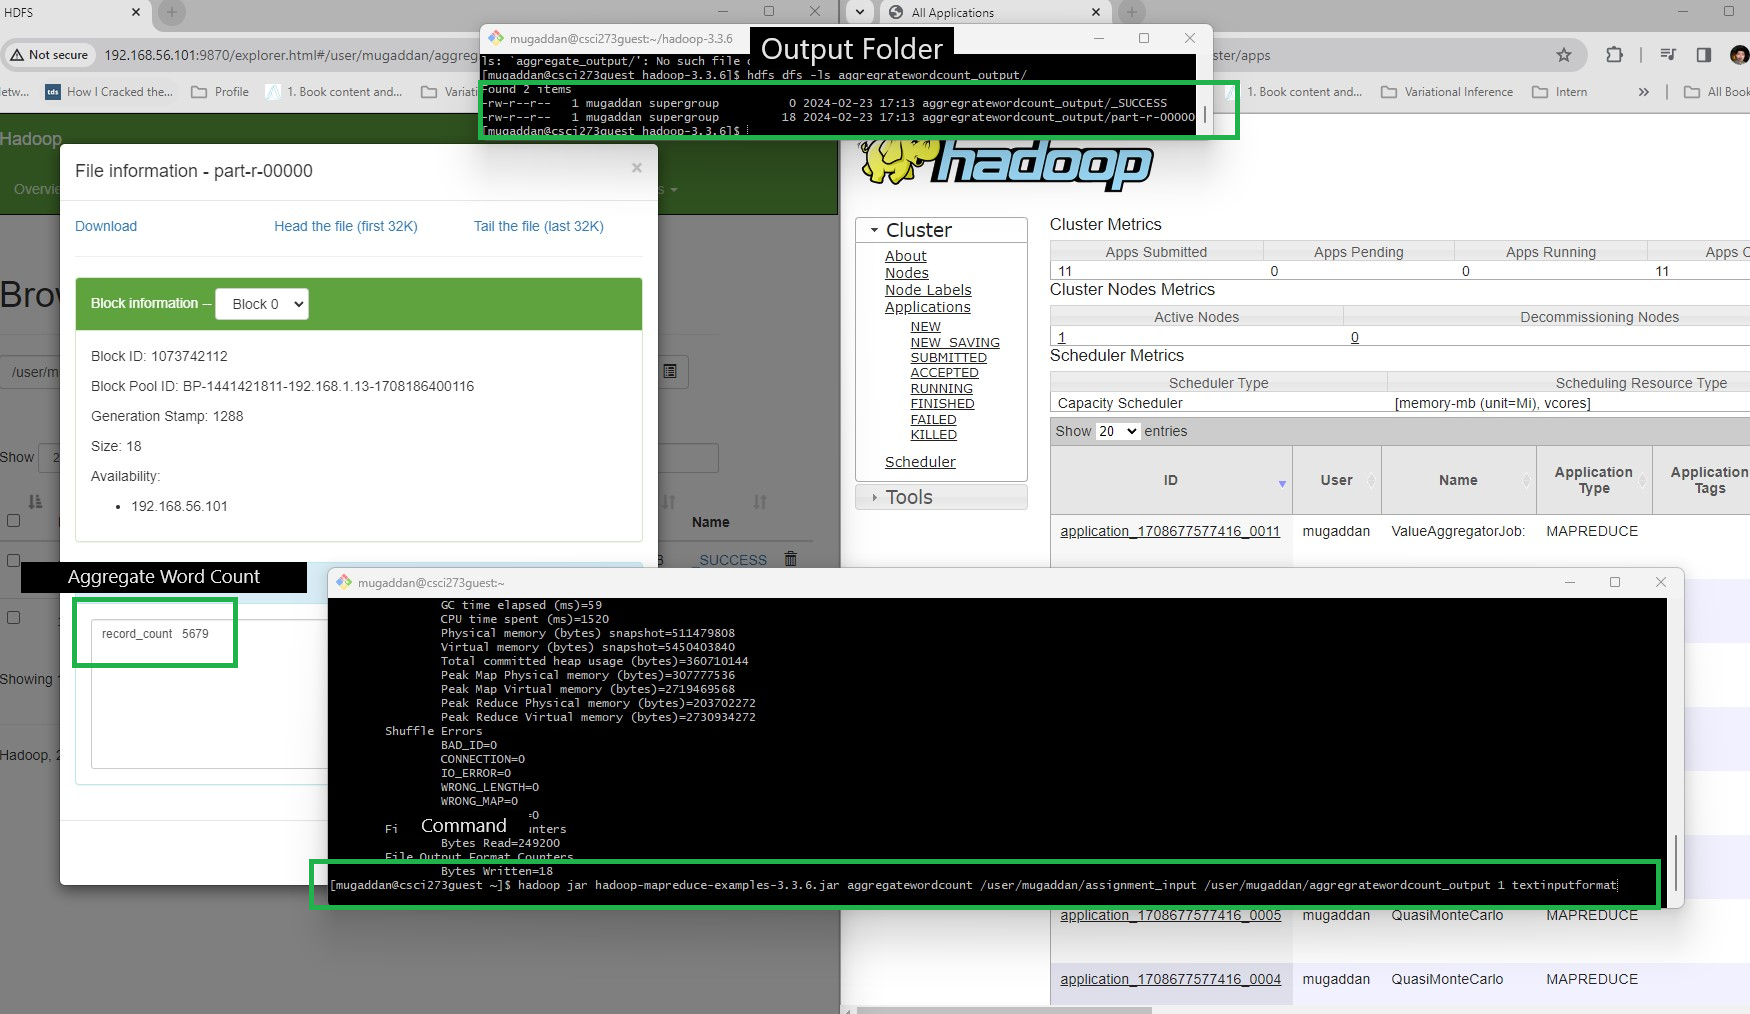 HDFS
All Applications
Not secure
192.168.56.101:9870/explorer.html#/user/mugaddan/aggreg
ster/apps
How I Cracked the...
Profile
1. Book content and...
1. Book content and...
Variational Inference
Intern
All Book
mugaddan@csci273guest:~/hadoop-3.3.6
Output Folder
ls: `aggregate_output/': No such file
[mugaddan@csci273guest hadoop-3.3.6]$ hdfs dfs -ls aggregratewordcount_output/
Found 2 items
-rw-r--r-- 1 mugaddan supergroup 0 2024-02-23 17:13 aggregratewordcount_output/_SUCCESS
-rw-r--r-- 1 mugaddan supergroup 18 2024-02-23 17:13 aggregratewordcount_output/part-r-00000
[mugaddan@csci273guest hadoop-3.3.6]$
Hadoop
File information - part-r-00000
Download
Head the file (first 32K)
Tail the file (last 32K)
Block information --
Block 0
Block ID: 1073742112
Block Pool ID: BP-1441421811-192.168.1.13-1708186400116
Generation Stamp: 1288
Size: 18
Availability:
192.168.56.101
/user/m
Show
Name
_SUCCESS
Showing
Hadoop, 2
Aggregate Word Count
record_count 5679
hadoop
Cluster
About
Nodes
Node Labels
Applications
NEW
NEW_SAVING
SUBMITTED
ACCEPTED
RUNNING
FINISHED
FAILED
KILLED
Scheduler
Tools
Cluster Metrics
Apps Submitted Apps Pending Apps Running Apps C
11 0 0 11
Cluster Nodes Metrics
Active Nodes Decommissioning Nodes
1 0
Scheduler Metrics
Scheduler Type Scheduling Resource Type
Capacity Scheduler [memory-mb (unit=Mi), vcores]
Show 20 entries
ID User Name Application Type Application Tags
application_1708677577416_0011 mugaddan ValueAggregatorJob: MAPREDUCE
mugaddan@csci273guest:~
GC time elapsed (ms)=59
CPU time spent (ms)=1520
Physical memory (bytes) snapshot=511479808
Virtual memory (bytes) snapshot=5450403840
Total committed heap usage (bytes)=360710144
Peak Map Physical memory (bytes)=307777536
Peak Map Virtual memory (bytes)=2719469568
Peak Reduce Physical memory (bytes)=203702272
Peak Reduce Virtual memory (bytes)=2730934272
Shuffle Errors
BAD_ID=0
CONNECTION=0
IO_ERROR=0
WRONG_LENGTH=0
WRONG_MAP=0
=0
Command
Bytes Read=249200
File Output Format Counters
Bytes Written=18
[mugaddan@csci273guest ~]$ hadoop jar hadoop-mapreduce-examples-3.3.6.jar aggregatewordcount /user/mugaddan/assignment_input /user/mugaddan/aggregratewordcount_output 1 textinputformat
application_1708677577416_0005 mugaddan QuasiMonteCarlo MAPREDUCE
application_1708677577416_0004 mugaddan QuasiMonteCarlo MAPREDUCE